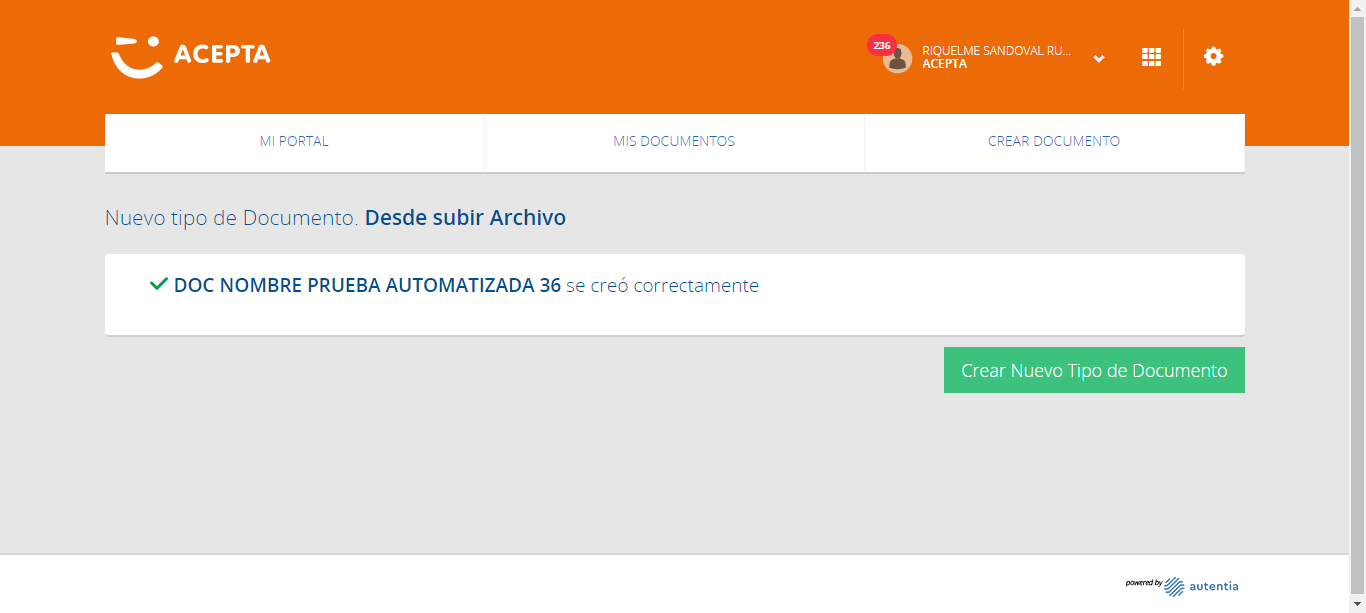 ACEPTA
236
RIQUELME SANDOVAL RU...
ACEPTA
MI PORTAL
MIS DOCUMENTOS
CREAR DOCUMENTO
Nuevo tipo de Documento. Desde subir Archivo
DOC NOMBRE PRUEBA AUTOMATIZADA 36 se creó correctamente
Crear Nuevo Tipo de Documento
powered by autentia